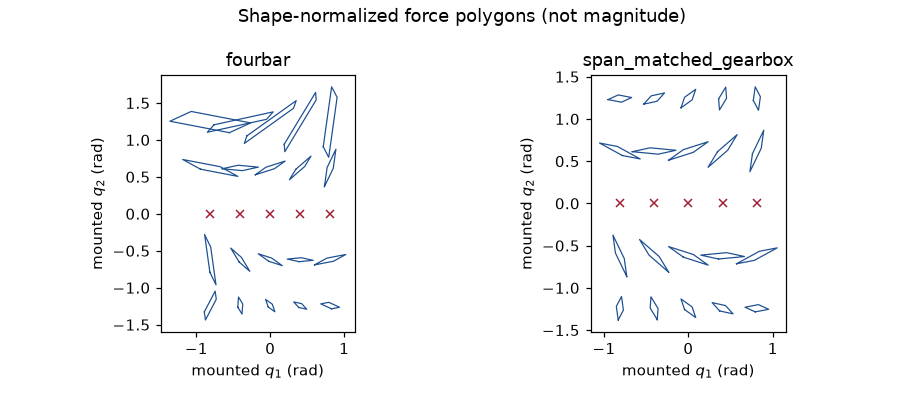 Shape-normalized force polygons (not magnitude)
fourbar
span_matched_gearbox
mounted q₂ (rad)
1.5
1.0
0.5
0.0
−0.5
−1.0
−1.5
−1
0
1
mounted q₁ (rad)
mounted q₂ (rad)
1.5
1.0
0.5
0.0
−0.5
−1.0
−1.5
−1
0
1
mounted q₁ (rad)